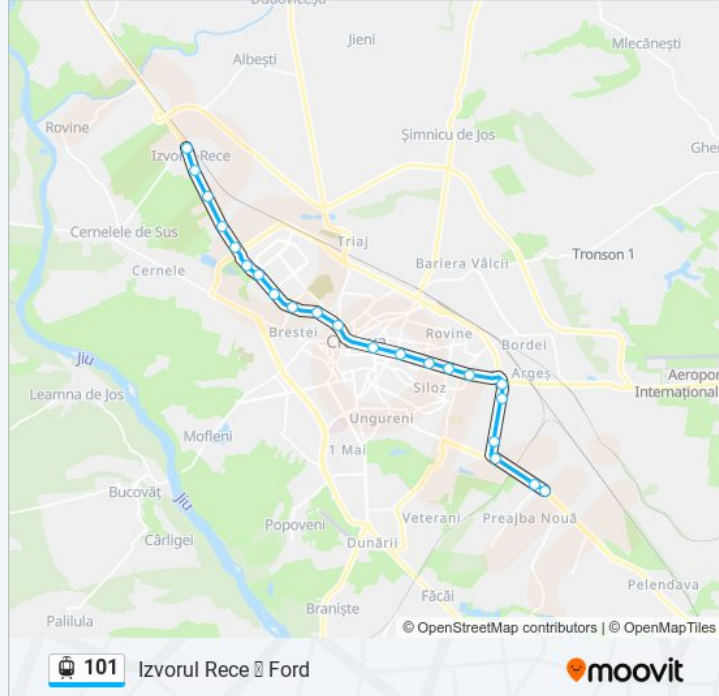 Dudovicești
Jieni
Mlecănești
Albești
Rovine
Șimnicu de Jos
Gher
Izvorul Rece
Cernelele de Sus
Triaj
Tronson 1
Bariera Vâlcii
Cernele
Brestei
Rovine
Craiova
Bordei
Argeș
Siloz
Aeropor
Internațional
Jiu
Leamna de Jos
Ungureni
Mofleni
1 Mai
Bucovăț
Jiu
Popoveni
Veterani
Preajba Nouă
Cârligei
Dunării
Pelendava
Făcăi
Braniște
Palilula
© OpenStreetMap contributors | © OpenMapTiles
101 Izvorul Rece Ford
moovit